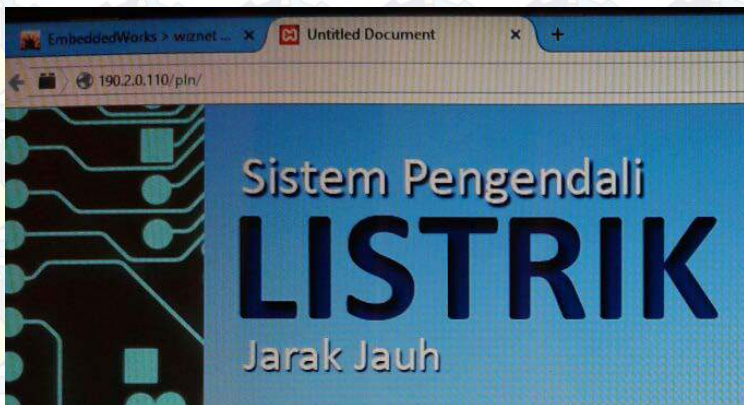 EmbeddedWorks > wiznet ... × Untitled Document × +
190.2.0.110/pln/
Sistem Pengendali
LISTRIK
Jarak Jauh